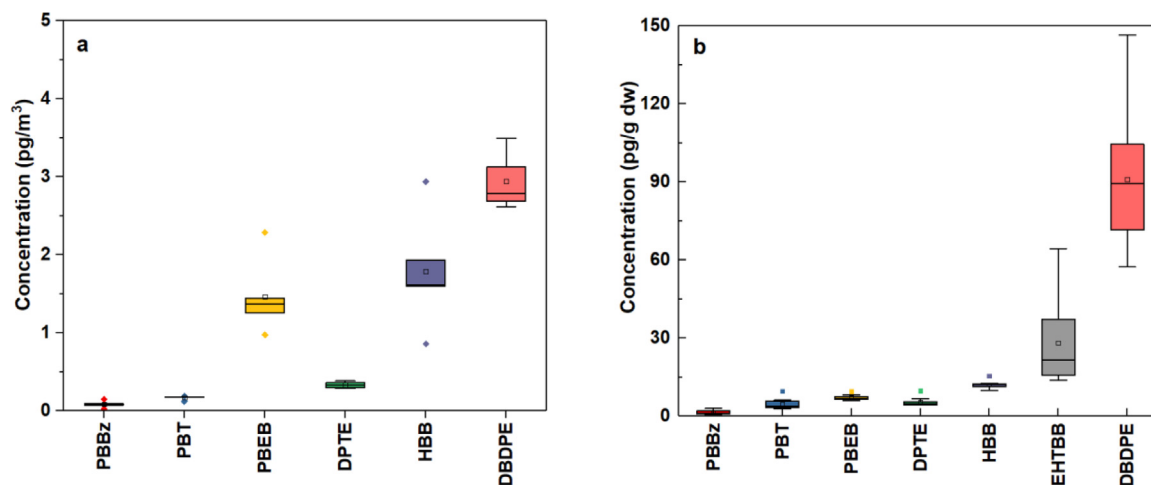 a
Concentration (pg/m³)
5
4
3
2
1
0
PBBz
PBT
PBEB
DPTE
HBB
DBDPE
b
Concentration (pg/g dw)
150
120
90
60
30
0
PBBz
PBT
PBEB
DPTE
HBB
EHTBB
DBDPE